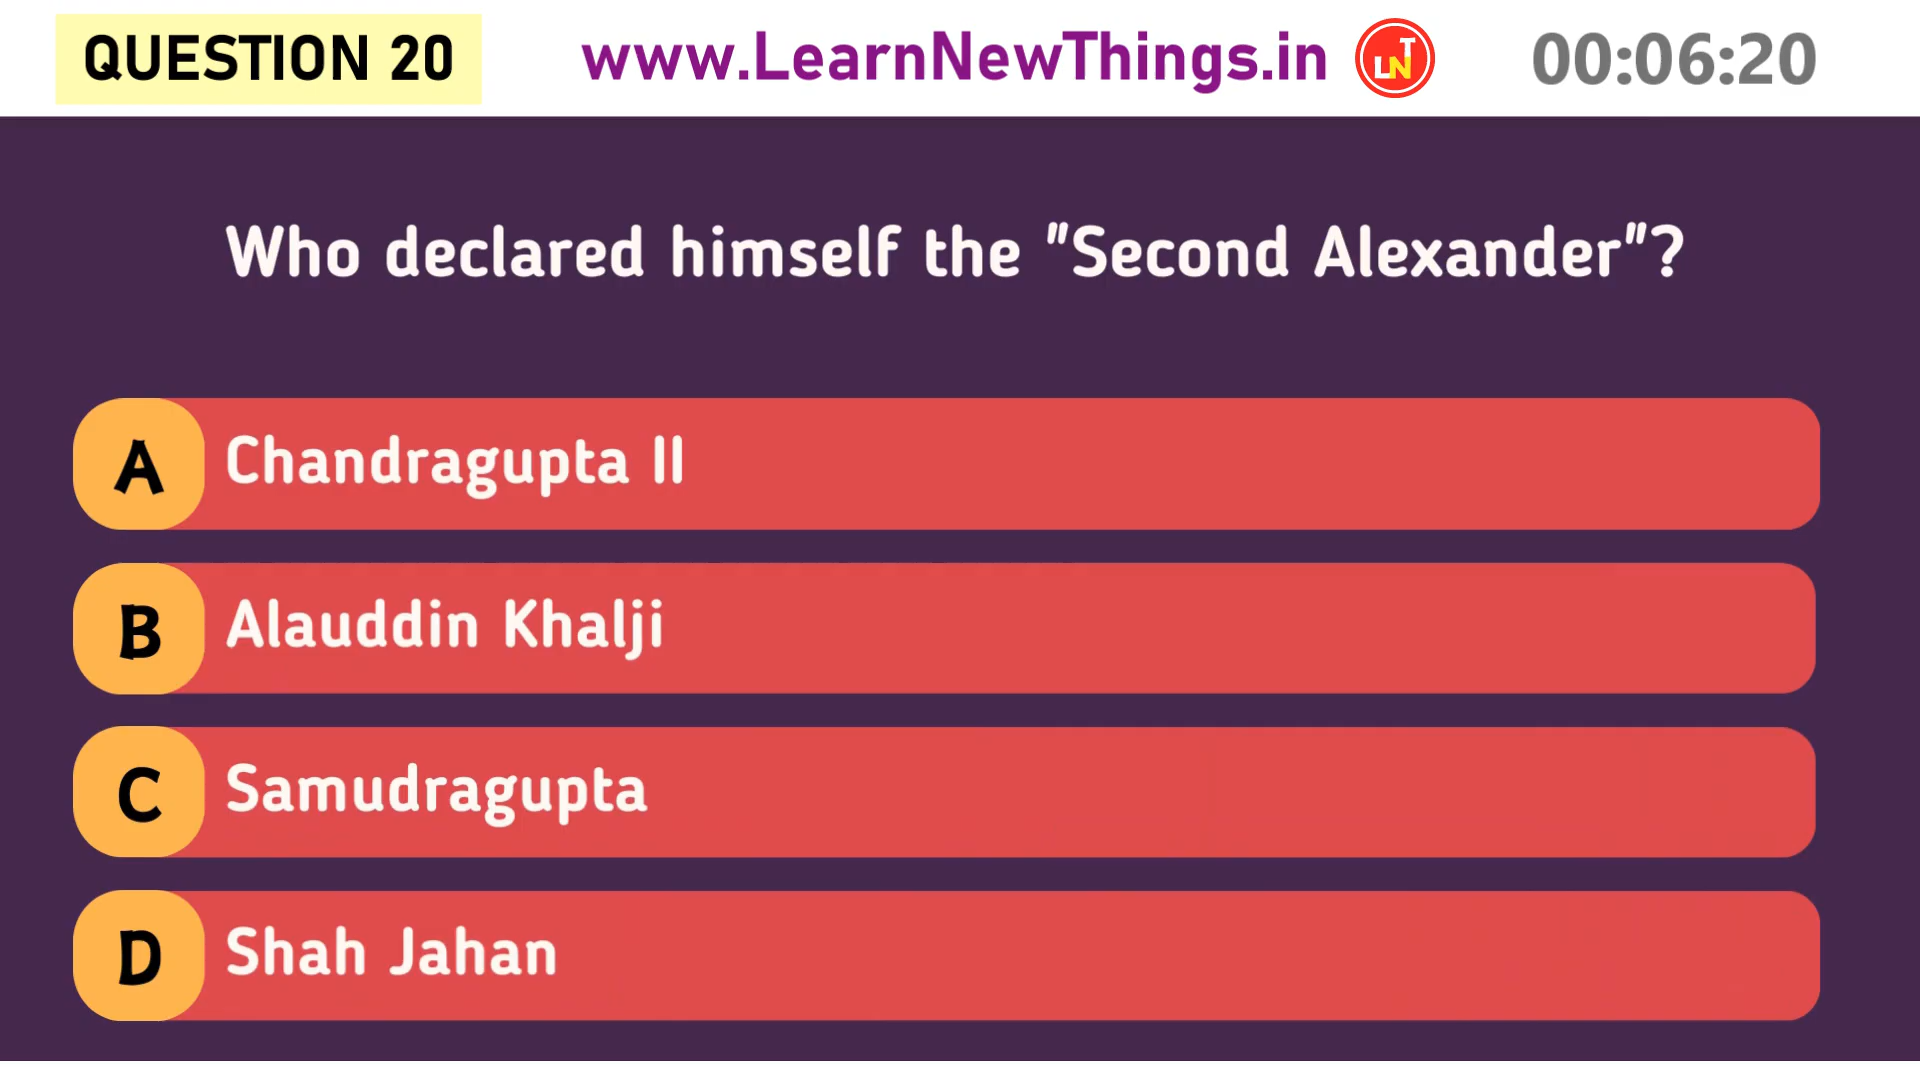 QUESTION 20
www.LearnNewThings.in
LNT
00:06:20
Who declared himself the "Second Alexander"?
A Chandragupta II
B Alauddin Khalji
C Samudragupta
D Shah Jahan